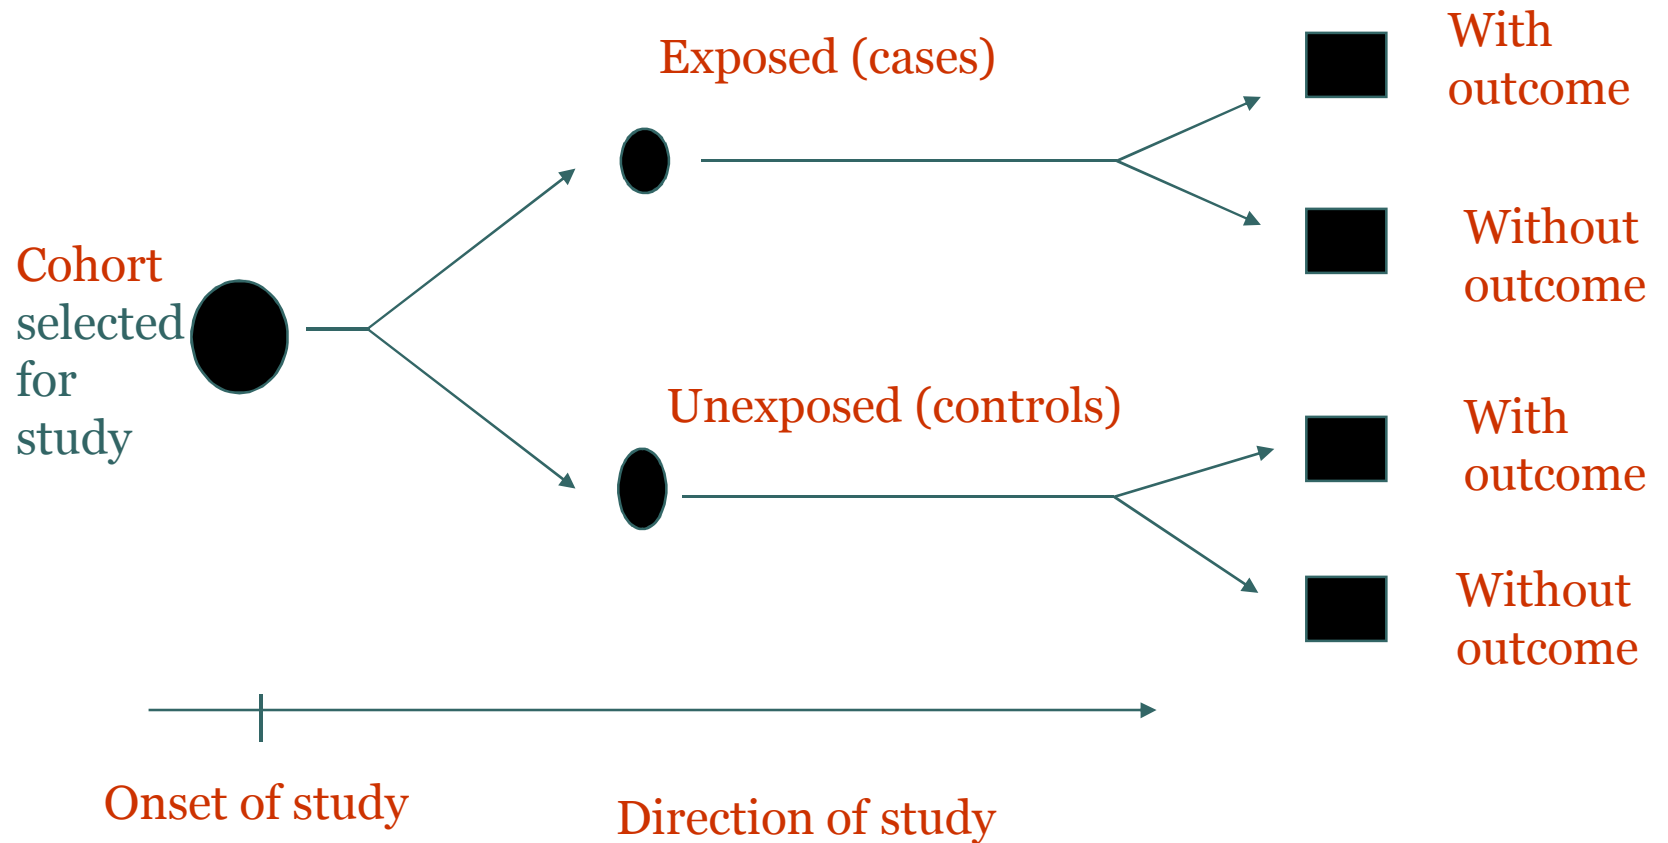 Exposed (cases)
With
outcome
Without
outcome
Cohort
selected
for
study
Unexposed (controls)
With
outcome
Without
outcome
Onset of study
Direction of study